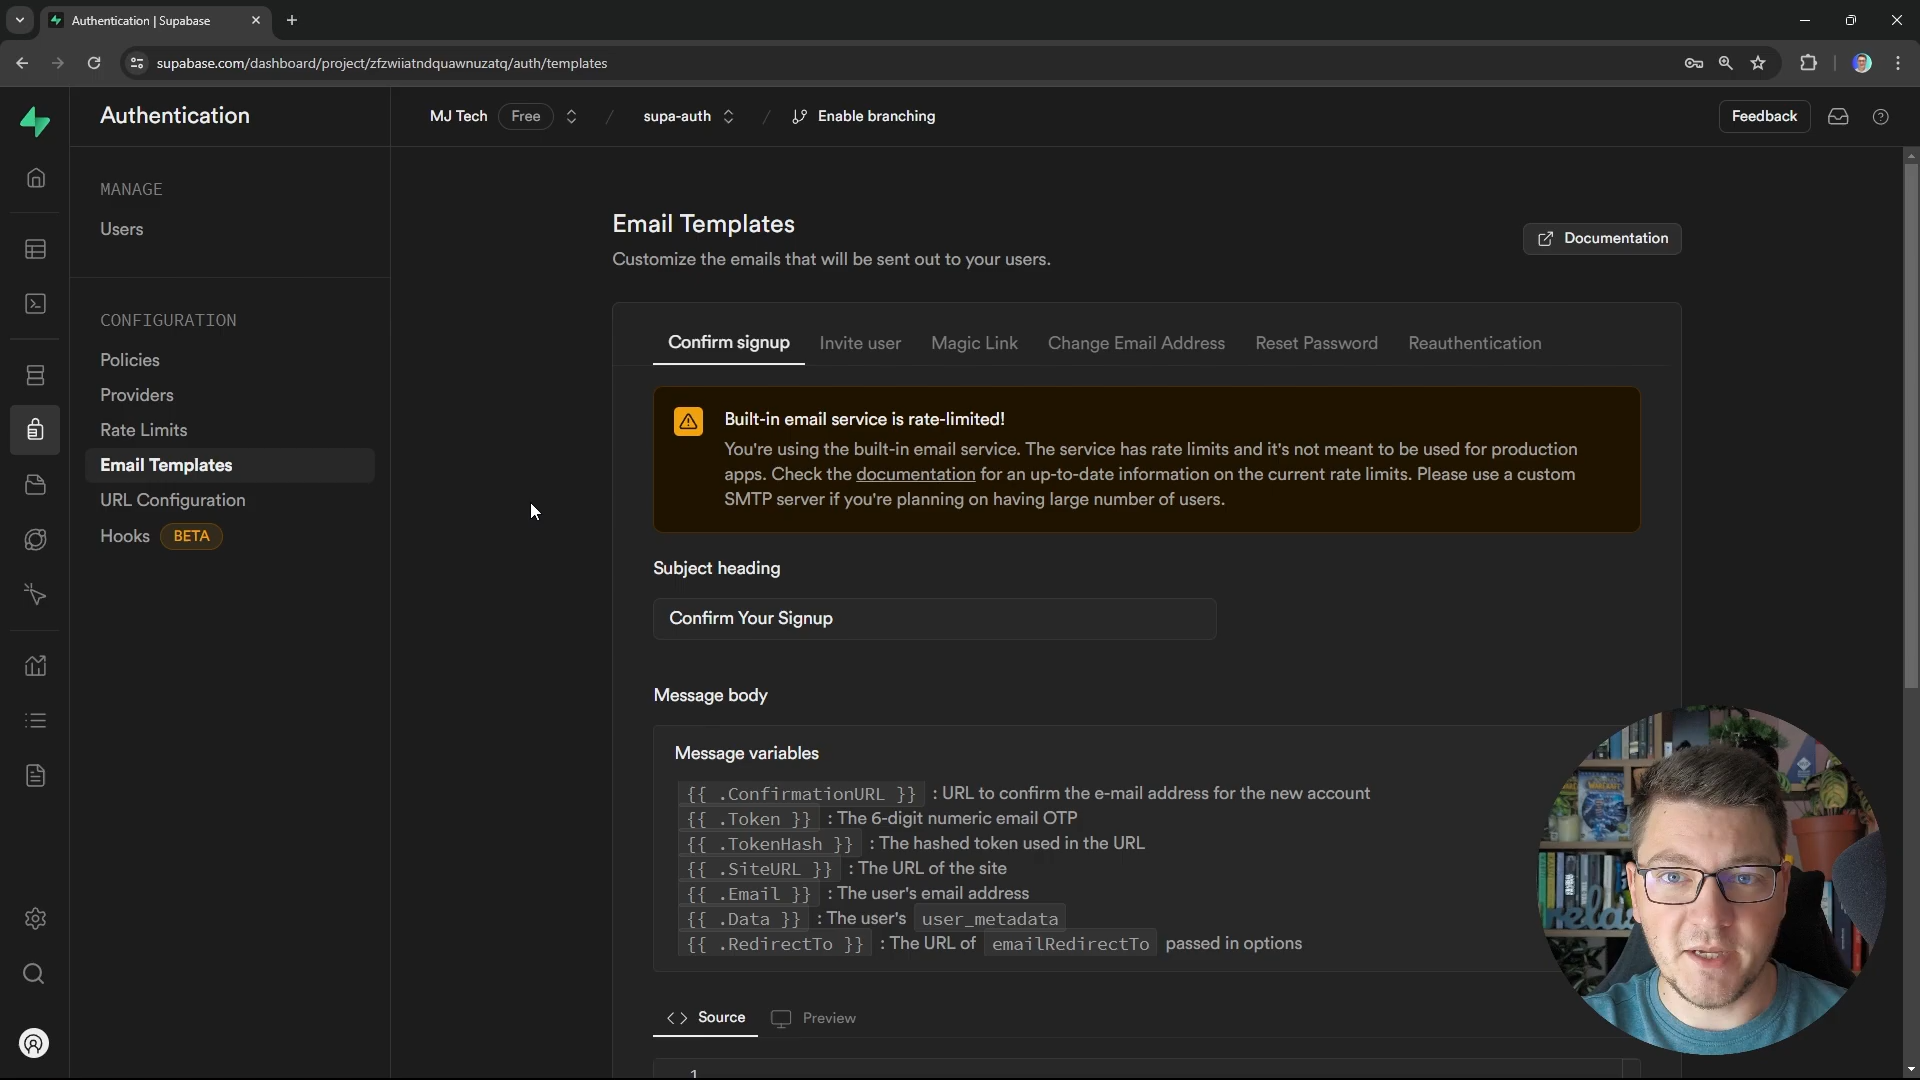 Authentication | Supabase
supabase.com/dashboard/project/zfzwiiatndquawnuzatq/auth/templates
Authentication
MJ Tech Free / supa-auth / Enable branching
Feedback
MANAGE
Users
CONFIGURATION
Policies
Providers
Rate Limits
Email Templates
URL Configuration
Hooks BETA
Email Templates
Customize the emails that will be sent out to your users.
Documentation
Confirm signup Invite user Magic Link Change Email Address Reset Password Reauthentication
Built-in email service is rate-limited!
You're using the built-in email service. The service has rate limits and it's not meant to be used for production
apps. Check the documentation for an up-to-date information on the current rate limits. Please use a custom
SMTP server if you're planning on having large number of users.
Subject heading
Confirm Your Signup
Message body
Message variables
{{ .ConfirmationURL }} : URL to confirm the e-mail address for the new account
{{ .Token }} : The 6-digit numeric email OTP
{{ .TokenHash }} : The hashed token used in the URL
{{ .SiteURL }} : The URL of the site
{{ .Email }} : The user's email address
{{ .Data }} : The user's user_metadata
{{ .RedirectTo }} : The URL of emailRedirectTo passed in options
<> Source Preview
1